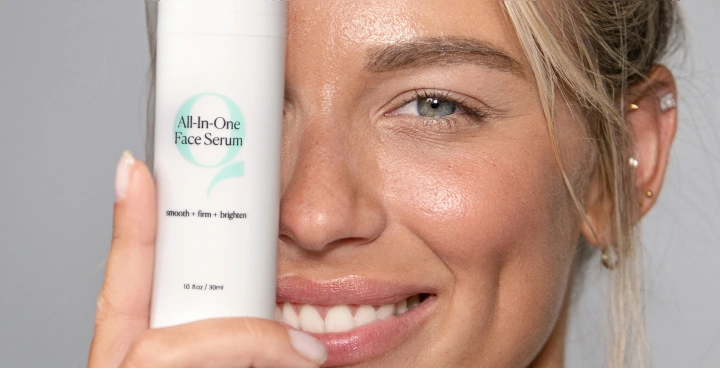 Q
All-In-One
Face Serum
smooth + firm + brighten
1.0 fl oz / 30ml